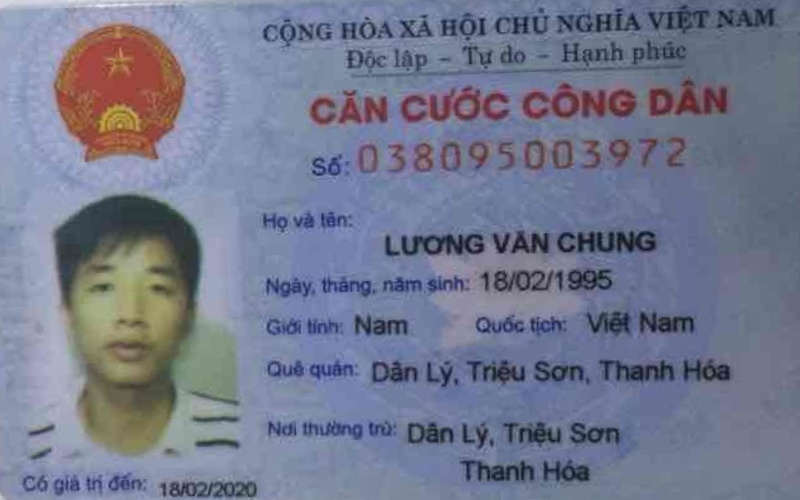 CỘNG HÒA XÃ HỘI CHỦ NGHĨA VIỆT NAM
Độc lập – Tự do – Hạnh phúc
CĂN CƯỚC CÔNG DÂN
Số: 038095003972
Họ và tên:
LƯƠNG VĂN CHUNG
Ngày, tháng, năm sinh: 18/02/1995
Giới tính: Nam Quốc tịch: Việt Nam
Quê quán: Dân Lý, Triệu Sơn, Thanh Hóa
Nơi thường trú: Dân Lý, Triệu Sơn
Thanh Hóa
Có giá trị đến: 18/02/2020